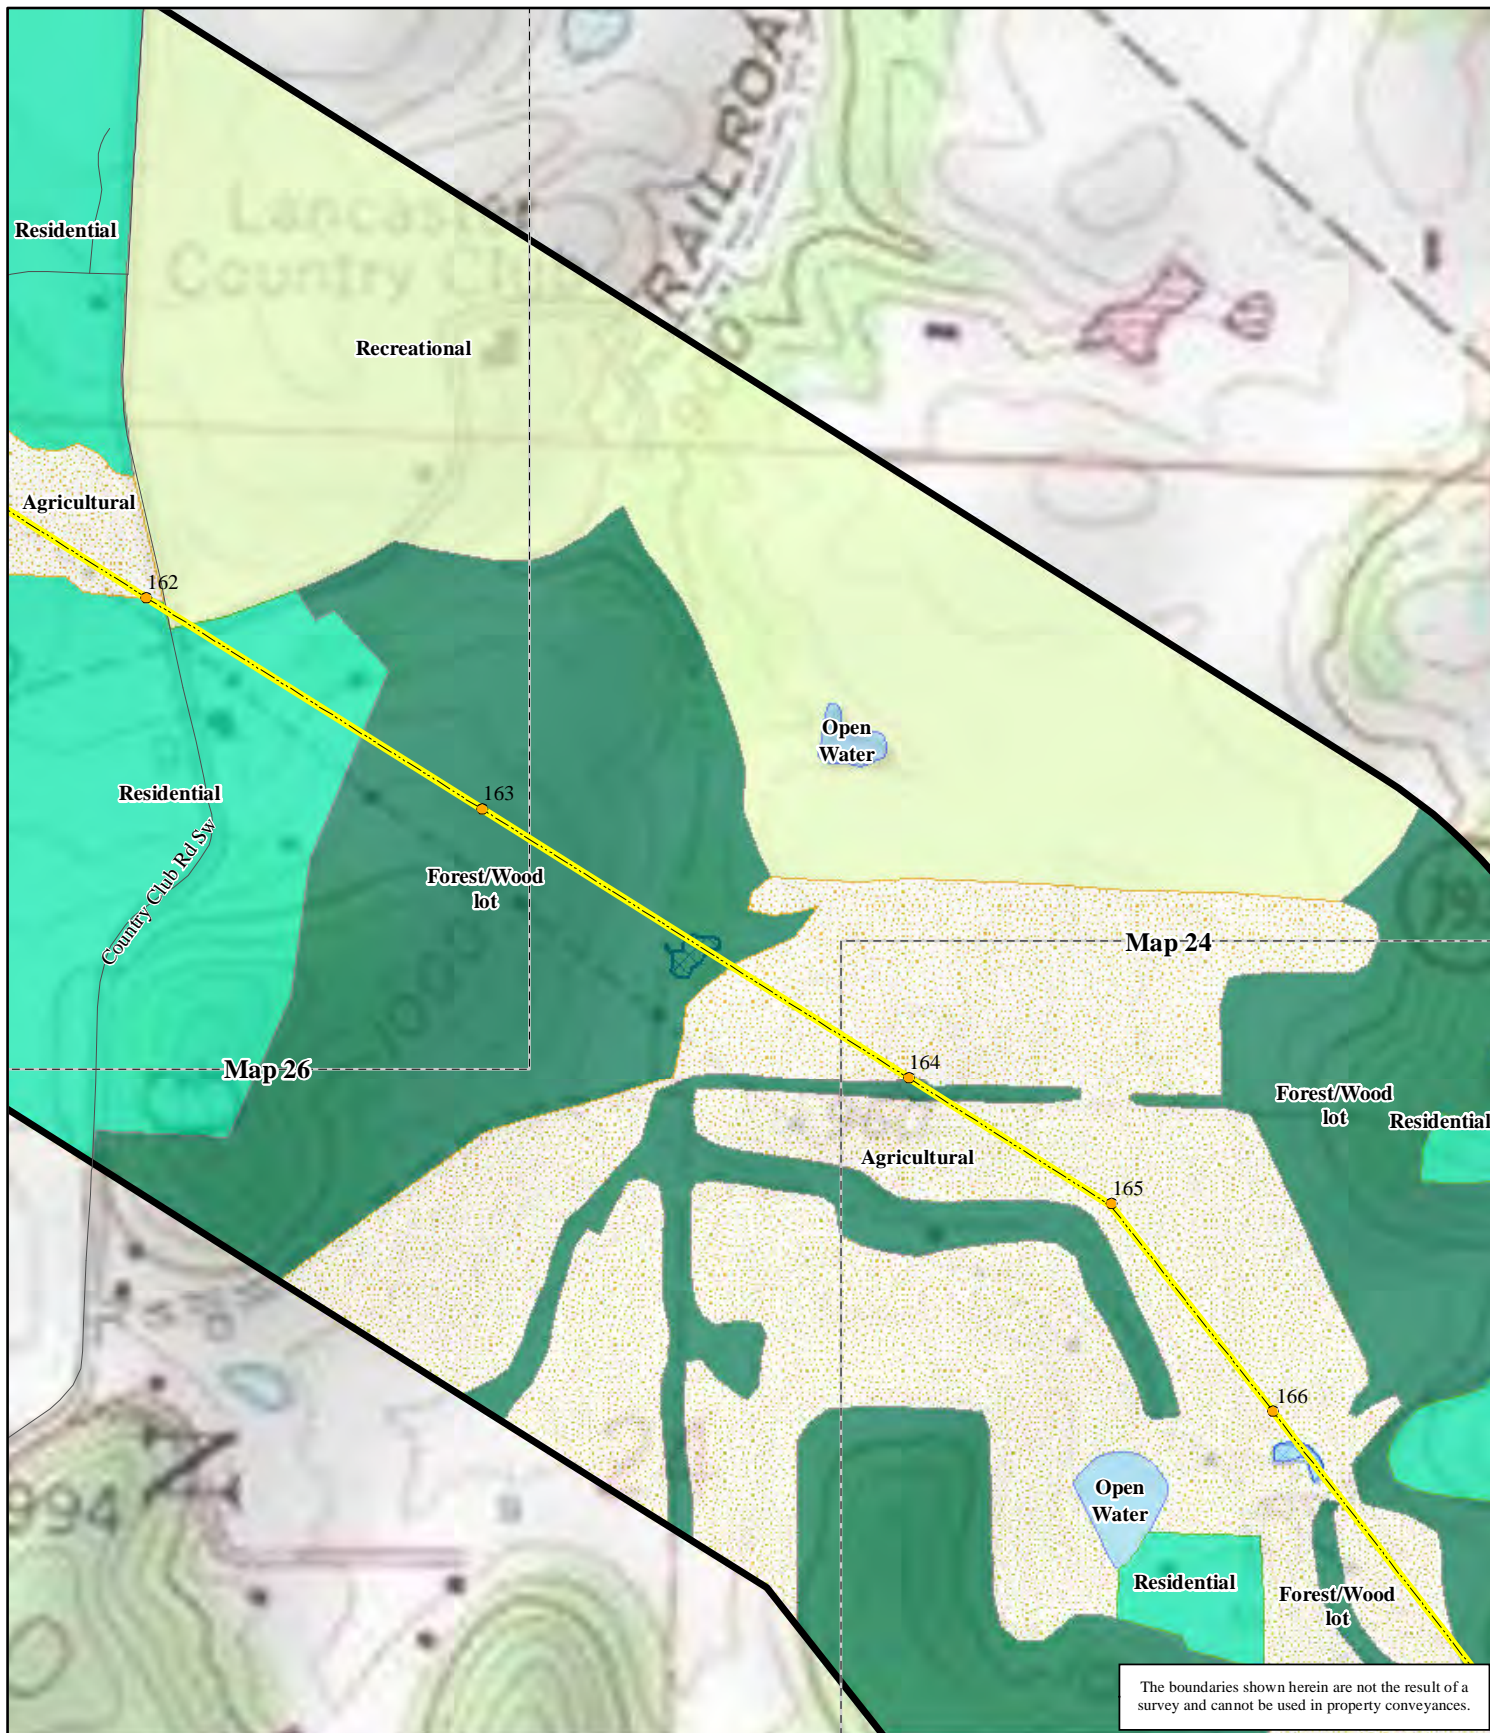 RAILROA
Lancaster
Country Club
Residential
Recreational
Agricultural
162
Open
Water
163
Residential
Country Club Rd Sw
Forest/Wood
lot
Map 24
164
Map 26
Forest/Wood
lot
Residential
Agricultural
165
166
994
Open
Water
Residential
Forest/Wood
lot
The boundaries shown herein are not the result of a
survey and cannot be used in property conveyances.